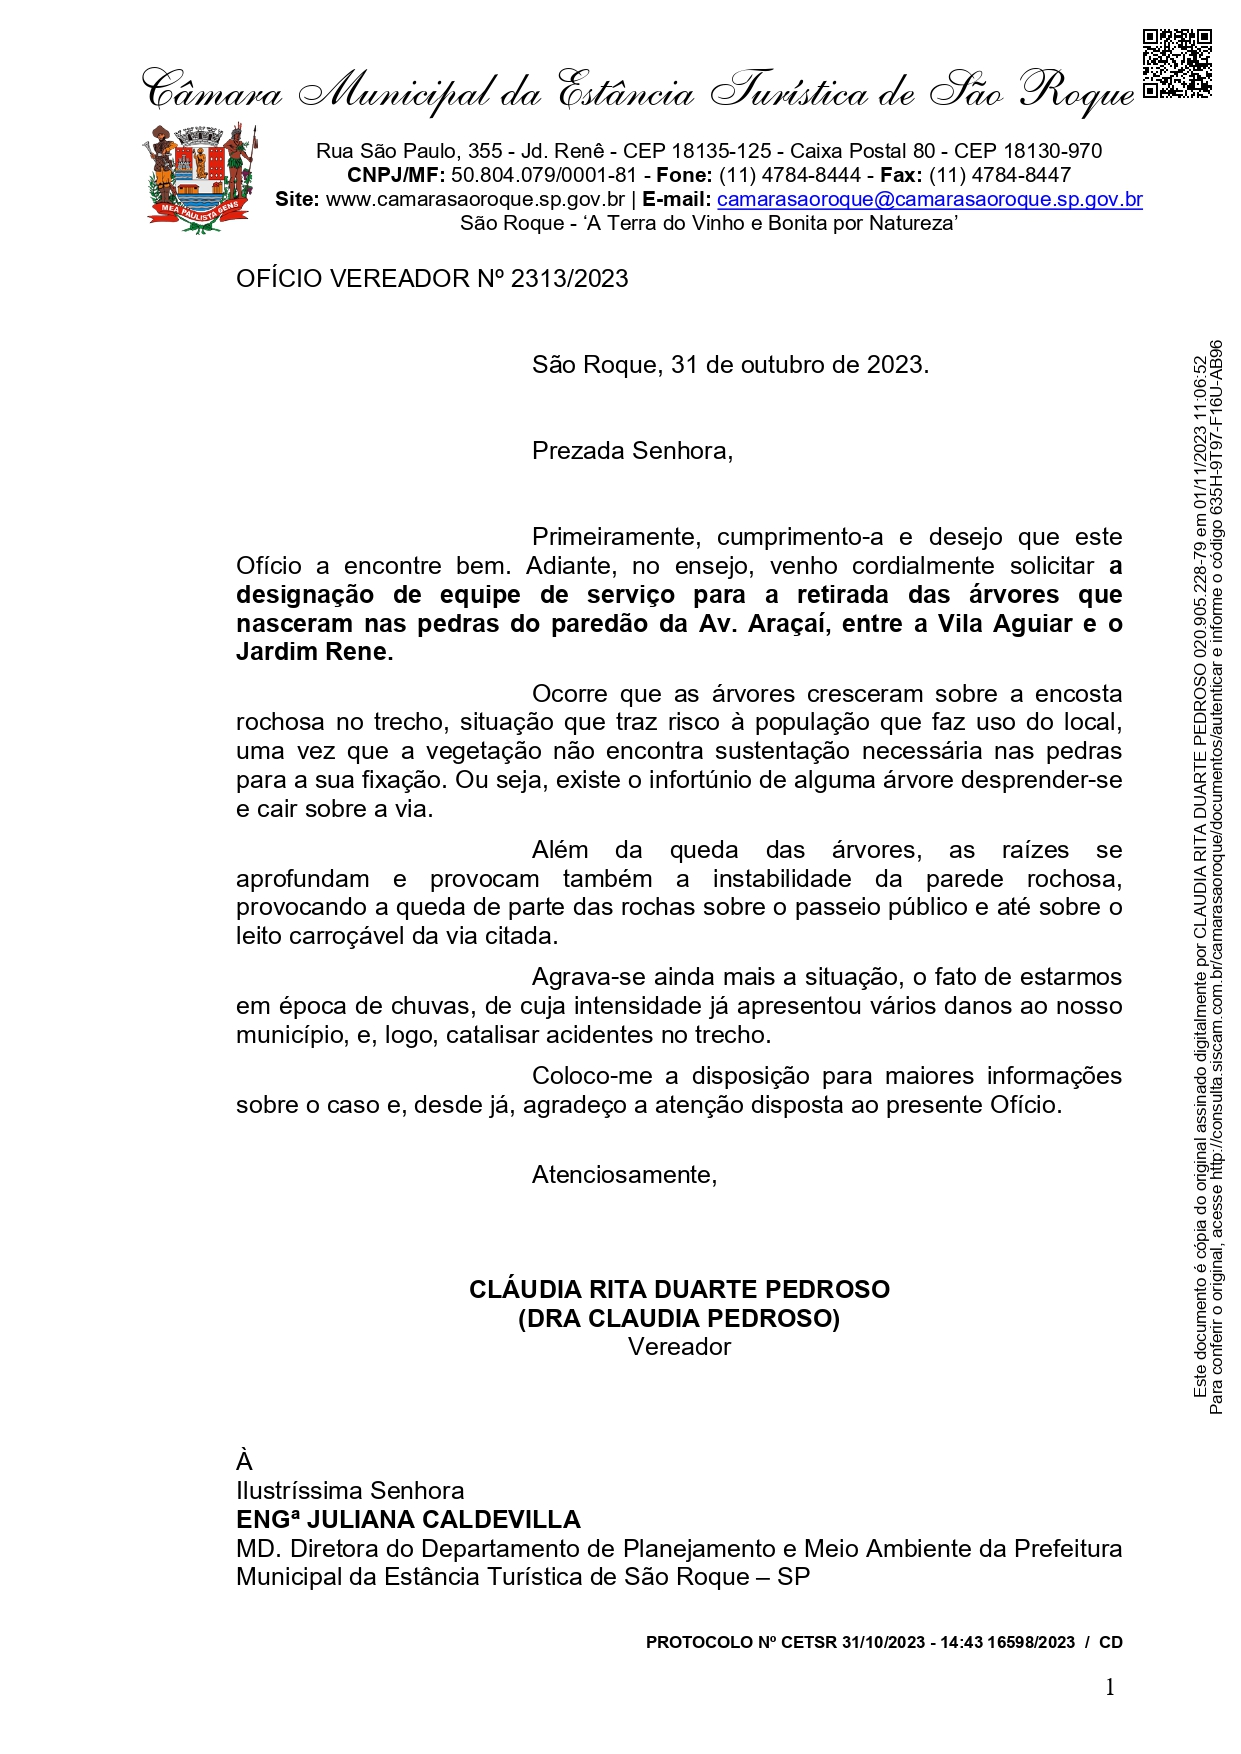 Câmara Municipal da Estância Turística de São Roque
Rua São Paulo, 355 - Jd. Renê - CEP 18135-125 - Caixa Postal 80 - CEP 18130-970
CNPJ/MF: 50.804.079/0001-81 - Fone: (11) 4784-8444 - Fax: (11) 4784-8447
Site: www.camarasaoroque.sp.gov.br | E-mail: camarasaoroque@camarasaoroque.sp.gov.br
São Roque - ‘A Terra do Vinho e Bonita por Natureza’
MEA PAULISTA GENS
OFÍCIO VEREADOR Nº 2313/2023
São Roque, 31 de outubro de 2023.
Prezada Senhora,
Primeiramente, cumprimento-a e desejo que este
Ofício a encontre bem. Adiante, no ensejo, venho cordialmente solicitar a
designação de equipe de serviço para a retirada das árvores que
nasceram nas pedras do paredão da Av. Araçaí, entre a Vila Aguiar e o
Jardim Rene.
Ocorre que as árvores cresceram sobre a encosta
rochosa no trecho, situação que traz risco à população que faz uso do local,
uma vez que a vegetação não encontra sustentação necessária nas pedras
para a sua fixação. Ou seja, existe o infortúnio de alguma árvore desprender-se
e cair sobre a via.
Além da queda das árvores, as raízes se
aprofundam e provocam também a instabilidade da parede rochosa,
provocando a queda de parte das rochas sobre o passeio público e até sobre o
leito carroçável da via citada.
Agrava-se ainda mais a situação, o fato de estarmos
em época de chuvas, de cuja intensidade já apresentou vários danos ao nosso
município, e, logo, catalisar acidentes no trecho.
Coloco-me a disposição para maiores informações
sobre o caso e, desde já, agradeço a atenção disposta ao presente Ofício.
Atenciosamente,
CLÁUDIA RITA DUARTE PEDROSO
(DRA CLAUDIA PEDROSO)
Vereador
À
Ilustríssima Senhora
ENGª JULIANA CALDEVILLA
MD. Diretora do Departamento de Planejamento e Meio Ambiente da Prefeitura
Municipal da Estância Turística de São Roque – SP
PROTOCOLO Nº CETSR 31/10/2023 - 14:43 16598/2023 / CD
1
Este documento é cópia do original assinado digitalmente por CLAUDIA RITA DUARTE PEDROSO 020.905.228-79 em 01/11/2023 11:06:52
Para conferir o original, acesse http://consulta.siscam.com.br/camarasaoroque/documentos/autenticar e informe o código 635H-9T97-F16U-AB96